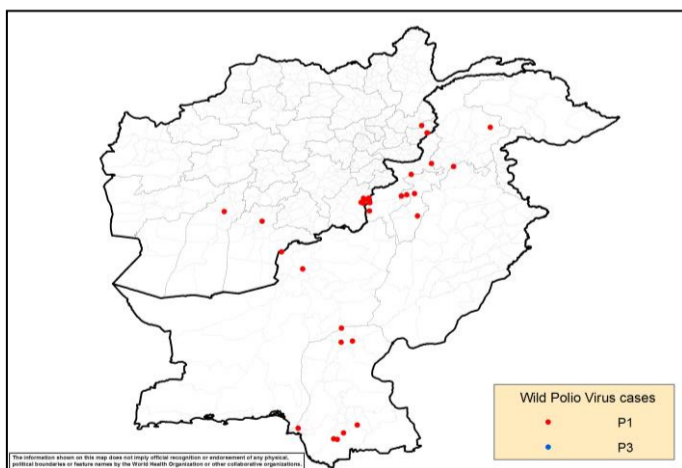 Wild Polio Virus cases
P1
P3
The information shown on this map does not imply official recognition or endorsement of any physical,
political boundaries or feature names by the World Health Organization or other collaborative organizations.